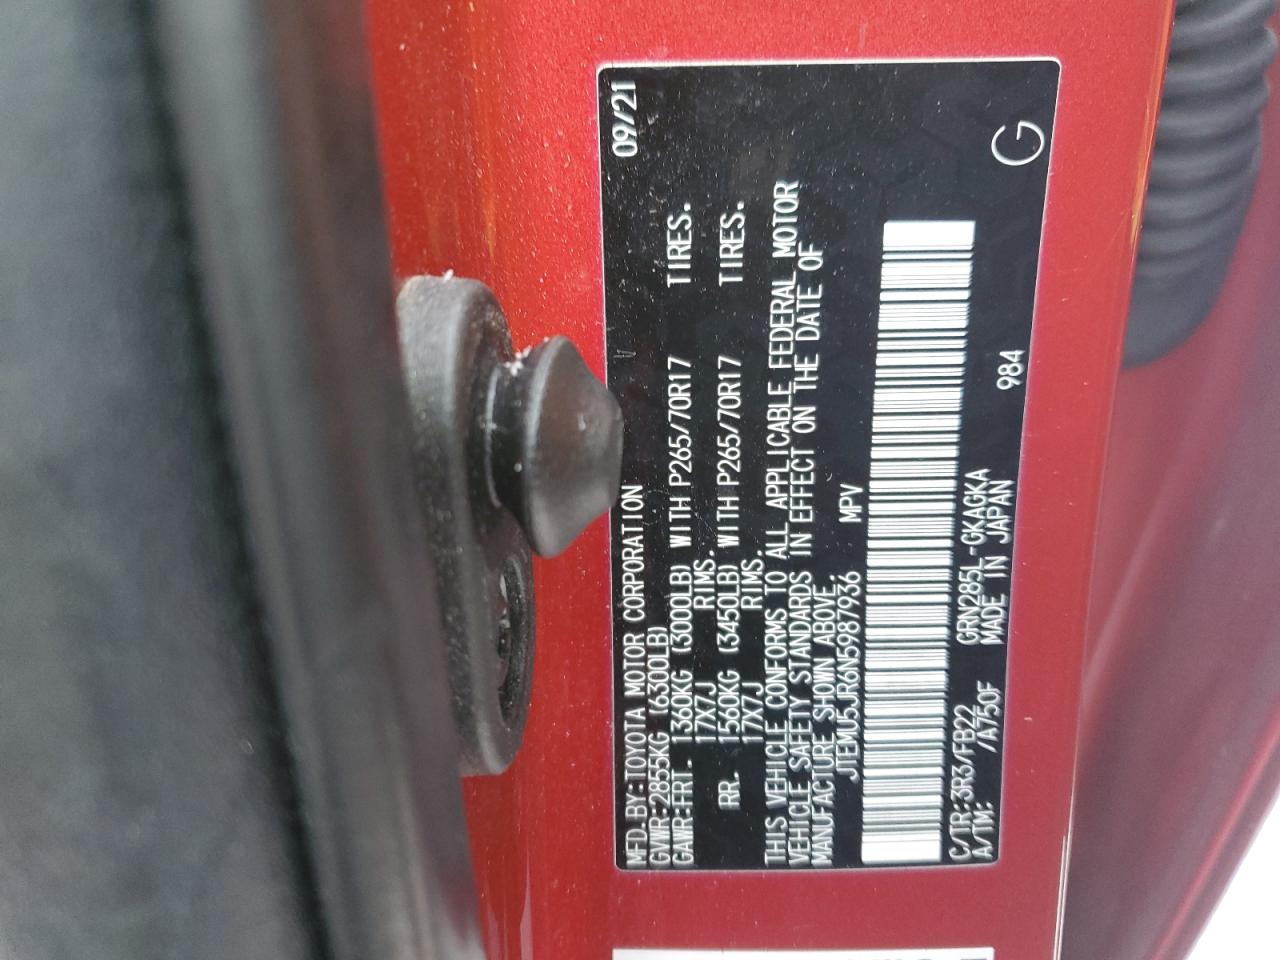 MFD.BY:TOYOTA MOTOR CORPORATION 09/21
GVWR:2855KG (6300LB)
GAWR:FRT. 1360KG (3000LB) WITH P265/70R17 TIRES.
17X7J RIMS.
RR. 1560KG (3450LB) WITH P265/70R17 TIRES.
17X7J RIMS.
THIS VEHICLE CONFORMS TO ALL APPLICABLE FEDERAL MOTOR
VEHICLE SAFETY STANDARDS IN EFFECT ON THE DATE OF
MANUFACTURE SHOWN ABOVE.
JTEMU5JR6N5987936 MPV
C/TR:3R3/FB22 GRN285L-GKAGKA
A/TM: /A750F MADE IN JAPAN 984 G